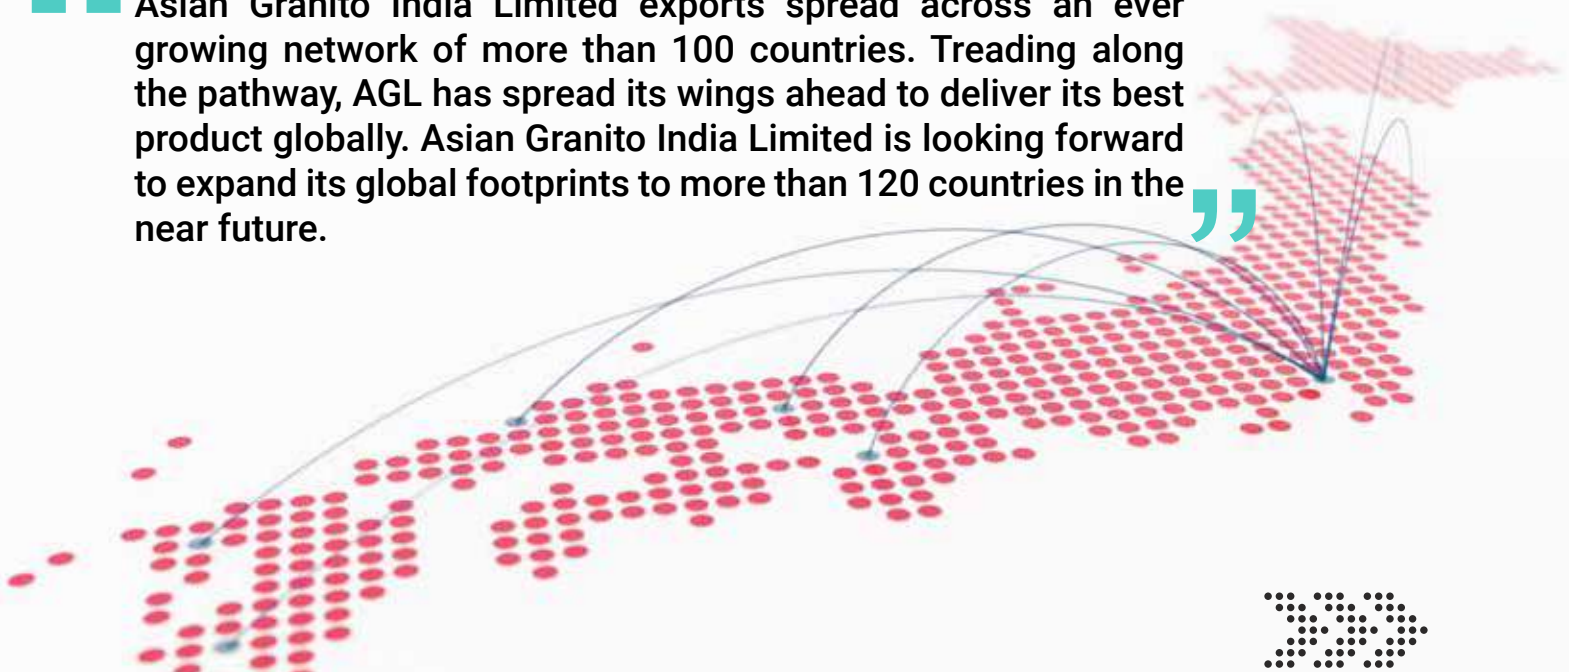 Asian Granito India Limited exports spread across an ever
growing network of more than 100 countries. Treading along
the pathway, AGL has spread its wings ahead to deliver its best
product globally. Asian Granito India Limited is looking forward
to expand its global footprints to more than 120 countries in the
near future.